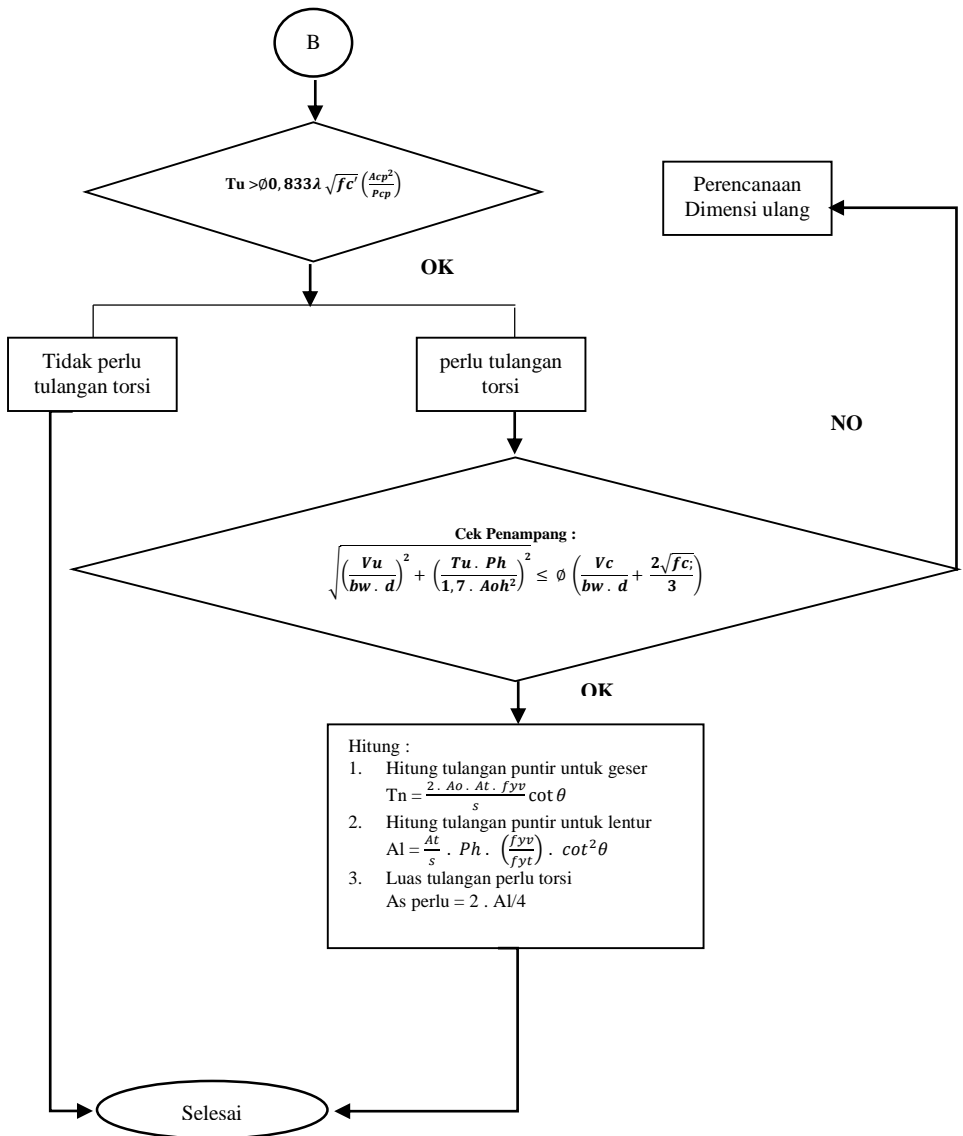 B
Tu >∅0,833λ √fc′ (Acp²/Pcp)
Perencanaan
Dimensi ulang
OK
Tidak perlu
tulangan torsi
perlu tulangan
torsi
NO
Cek Penampang :
√((Vu/bw . d)² + (Tu . Ph/1,7 . Aoh²)²) ≤ ∅ (Vc/bw . d + 2√fc;/3)
OK
Hitung :
1. Hitung tulangan puntir untuk geser
Tn = 2 . Ao . At . fyv/s cot θ
2. Hitung tulangan puntir untuk lentur
Al = At/s . Ph . (fyv/fyt) . cot²θ
3. Luas tulangan perlu torsi
As perlu = 2 . Al/4
Selesai